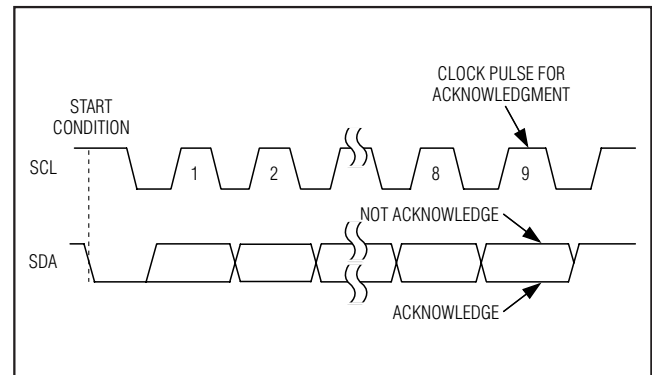 CLOCK PULSE FOR
ACKNOWLEDGMENT
START
CONDITION
SCL
1
2
8
9
NOT ACKNOWLEDGE
SDA
ACKNOWLEDGE